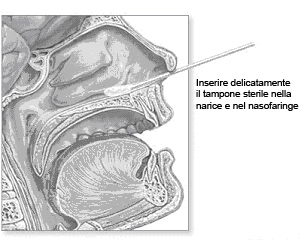 Inserire delicatamente
il tampone sterile nella
narice e nel nasofaringe